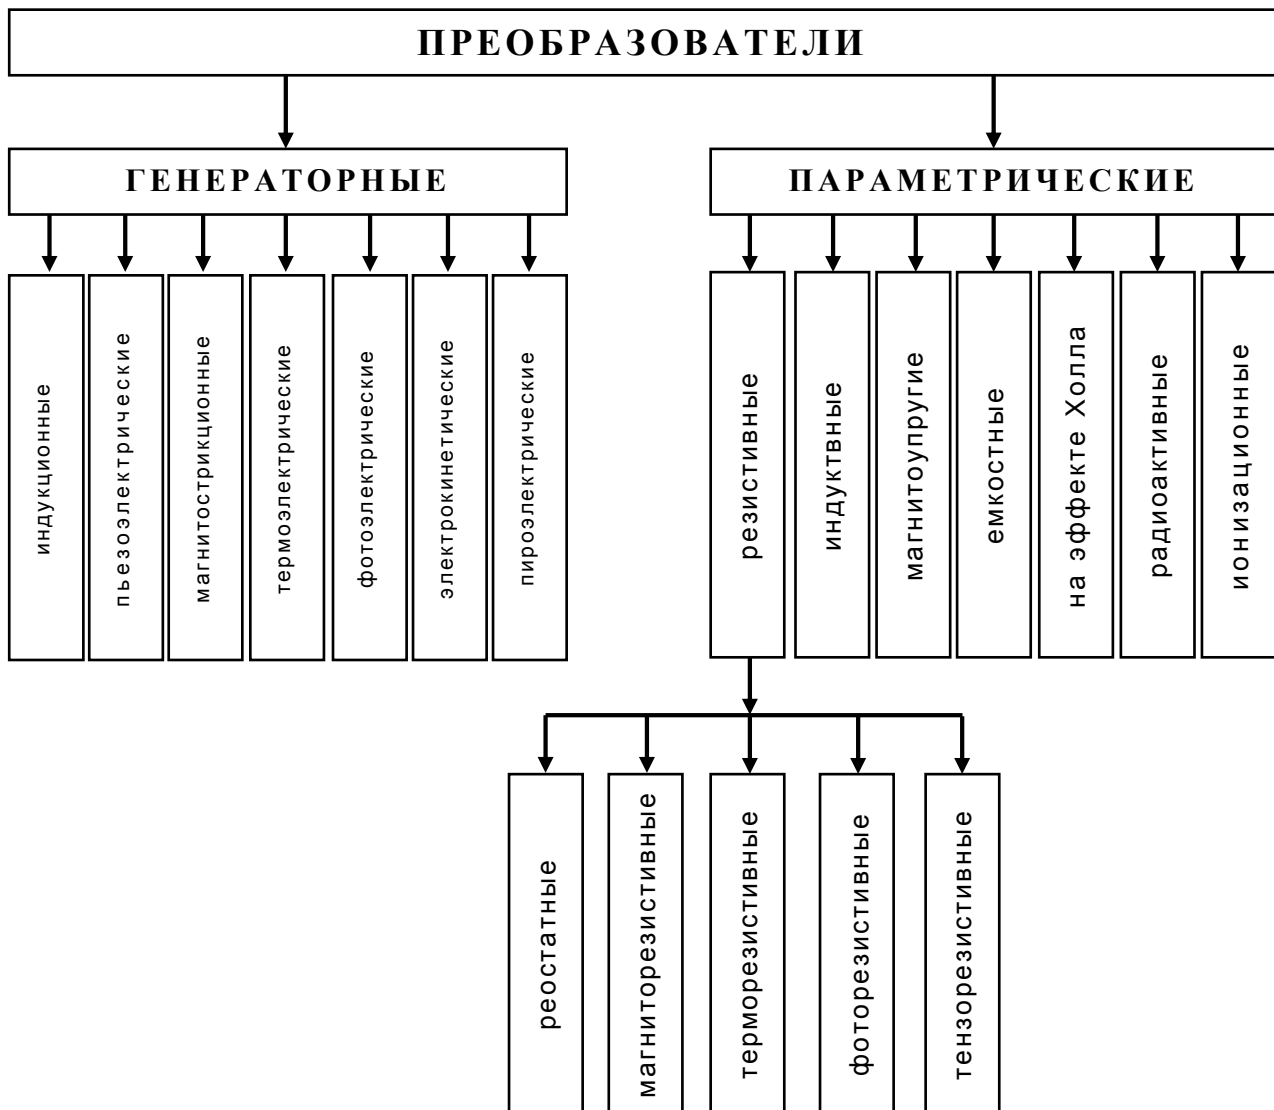 ПРЕОБРАЗОВАТЕЛИ
ГЕНЕРАТОРНЫЕ
ПАРАМЕТРИЧЕСКИЕ
индукционные
пьезоэлектрические
магнитострикционные
термоэлектрические
фотоэлектрические
электрокинетические
пироэлектрические
резистивные
индуктвные
магнитоупругие
емкостные
на эффекте Холла
радиоактивные
ионизационные
реостатные
магниторезистивные
терморезистивные
фоторезистивные
тензорезистивные